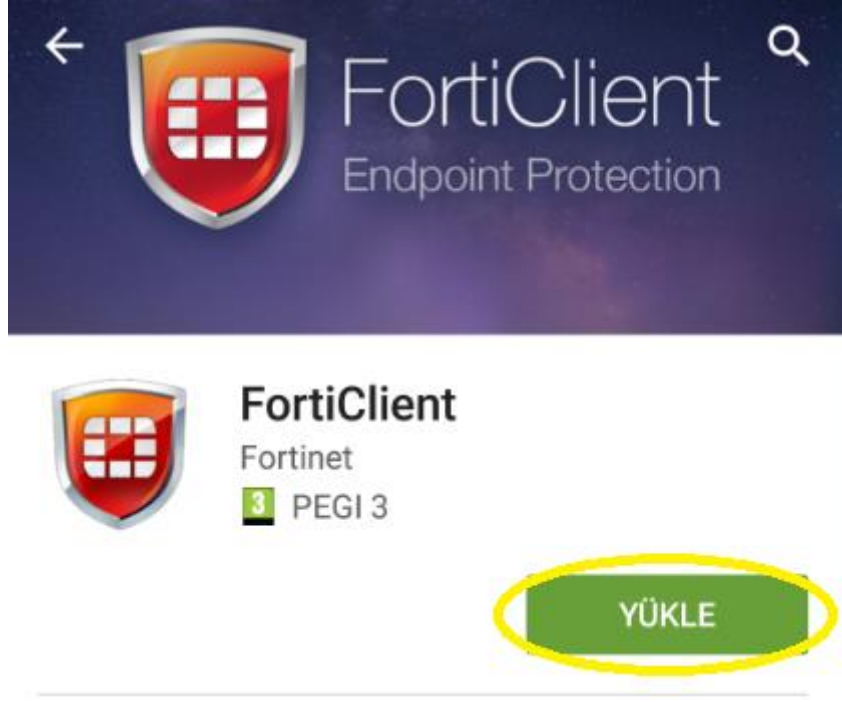 FortiClient
Endpoint Protection
FortiClient
Fortinet
3 PEGI 3
YÜKLE